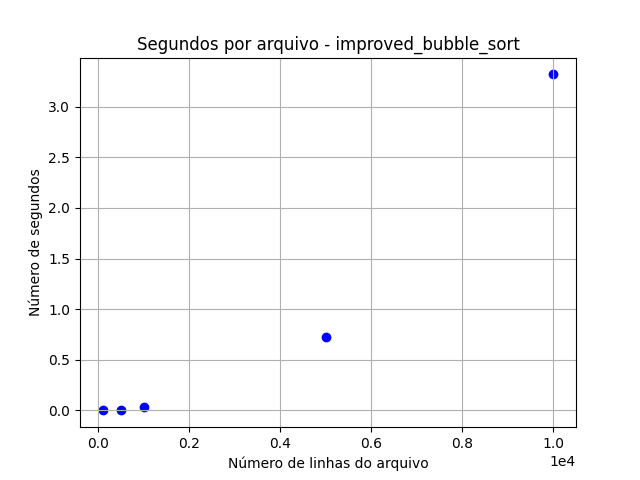 Segundos por arquivo - improved_bubble_sort
Número de segundos
3.0
2.5
2.0
1.5
1.0
0.5
0.0
0.0 0.2 0.4 0.6 0.8 1.0
1e4
Número de linhas do arquivo